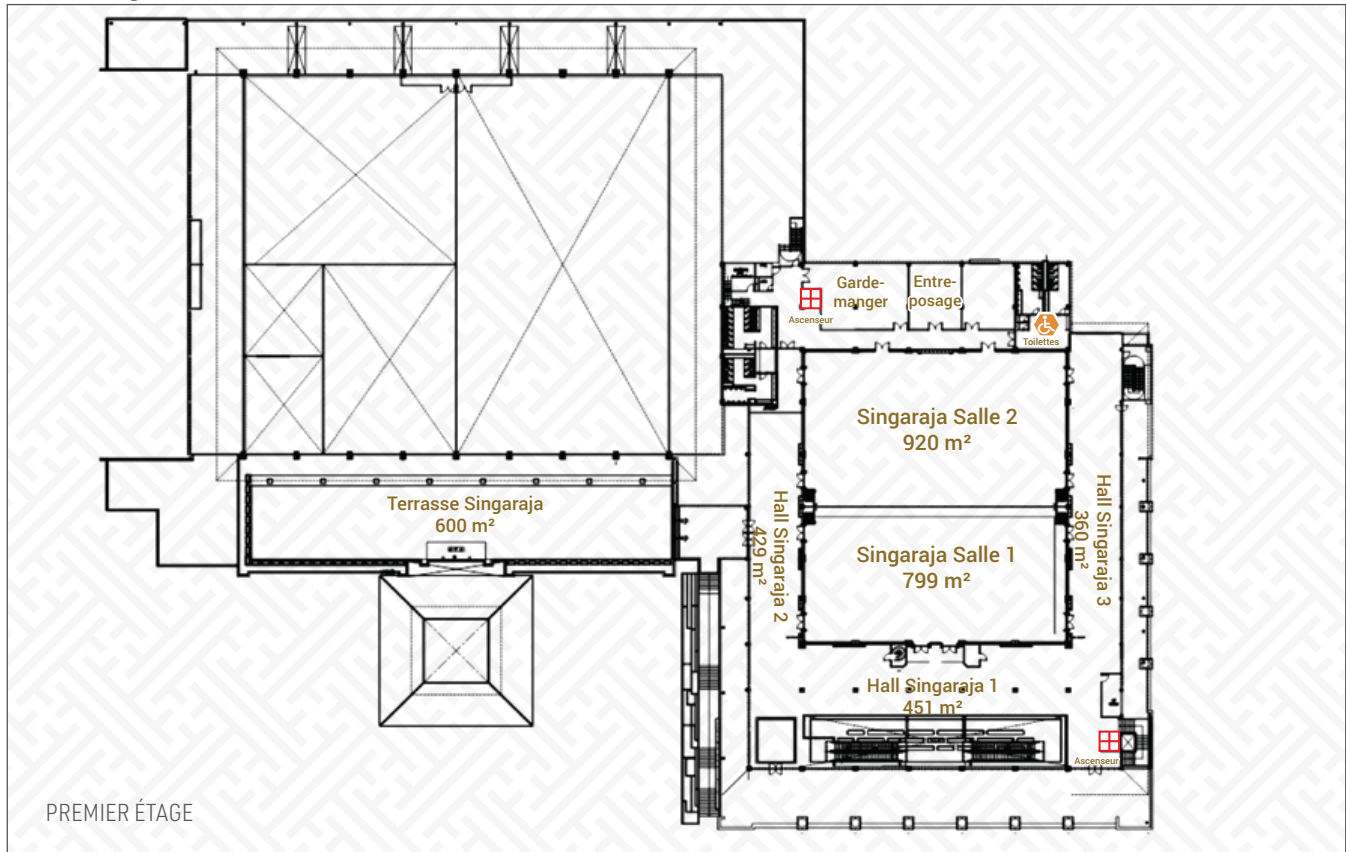 Garde-
manger
Entre-
posage
Ascenseur
Toilettes
Singaraja Salle 2
920 m²
Terrasse Singaraja
600 m²
Hall Singaraja 2
429 m²
Hall Singaraja 3
360 m²
Singaraja Salle 1
799 m²
Hall Singaraja 1
451 m²
Ascenseur
PREMIER ÉTAGE